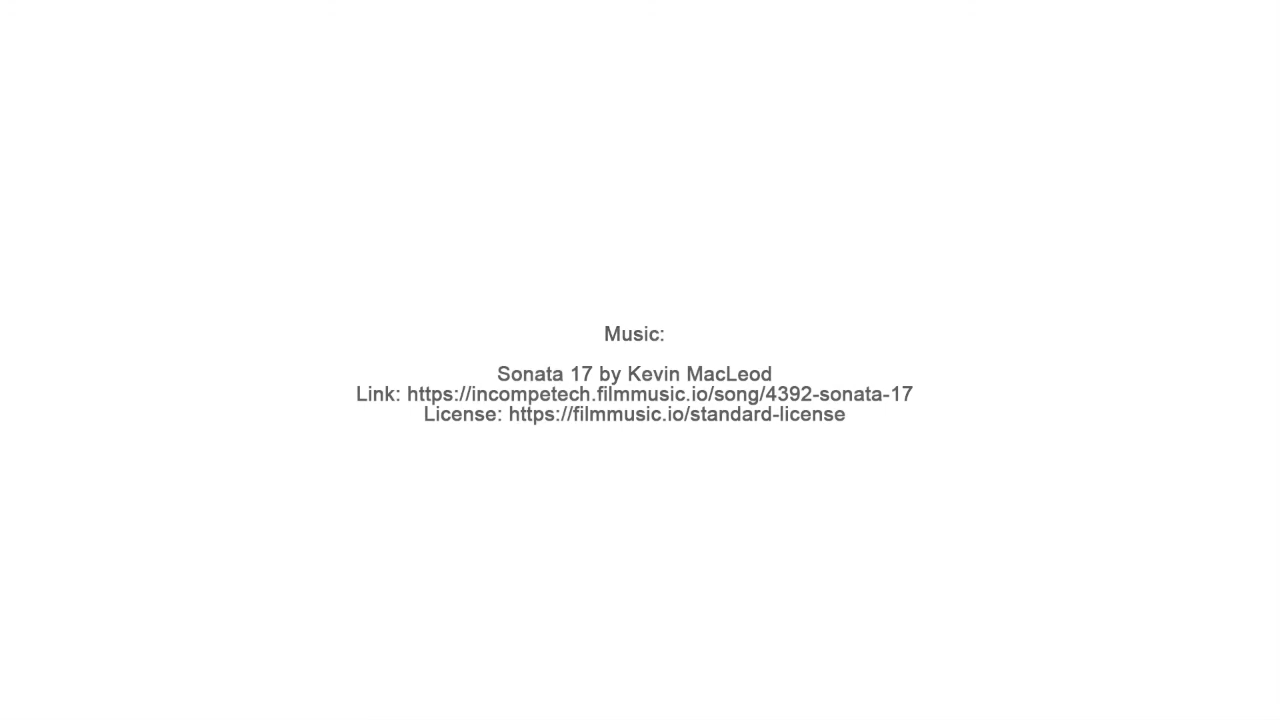 Music:
Sonata 17 by Kevin MacLeod
Link: https://incompetech.filmmusic.io/song/4392-sonata-17
License: https://filmmusic.io/standard-license